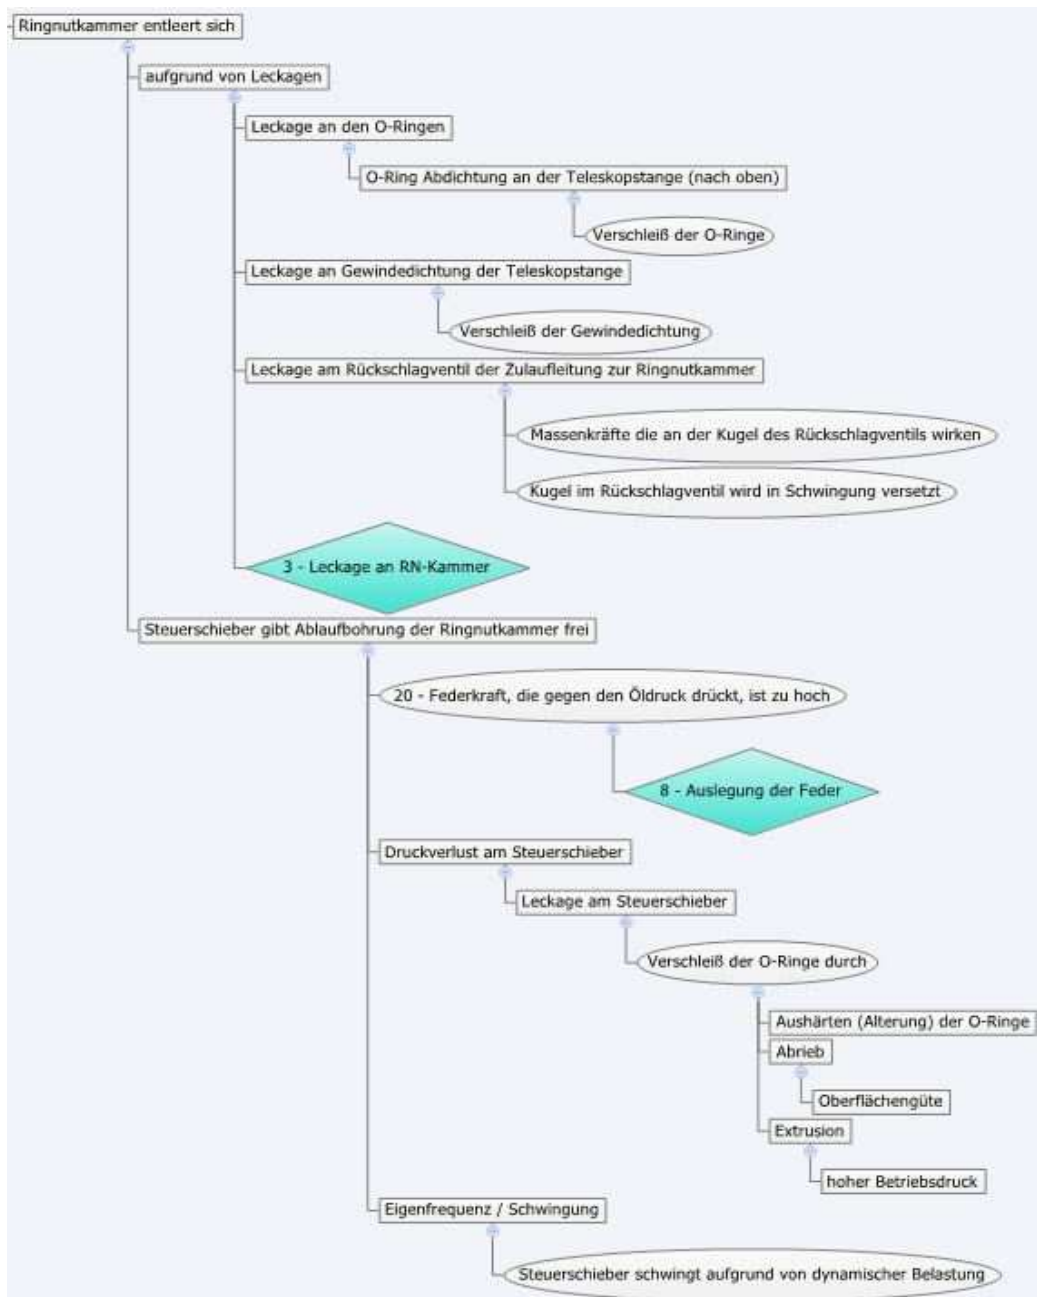 Ringnutkammer entleert sich
aufgrund von Leckagen
Leckage an den O-Ringen
O-Ring Abdichtung an der Teleskopstange (nach oben)
Verschleiß der O-Ringe
Leckage an Gewindedichtung der Teleskopstange
Verschleiß der Gewindedichtung
Leckage am Rückschlagventil der Zulaufleitung zur Ringnutkammer
Massenkräfte die an der Kugel des Rückschlagventils wirken
Kugel im Rückschlagventil wird in Schwingung versetzt
3 - Leckage an RN-Kammer
Steuerschieber gibt Ablaufbohrung der Ringnutkammer frei
20 - Federkraft, die gegen den Öldruck drückt, ist zu hoch
8 - Auslegung der Feder
Druckverlust am Steuerschieber
Leckage am Steuerschieber
Verschleiß der O-Ringe durch
Aushärten (Alterung) der O-Ringe
Abrieb
Oberflächengüte
Extrusion
hoher Betriebsdruck
Eigenfrequenz / Schwingung
Steuerschieber schwingt aufgrund von dynamischer Belastung